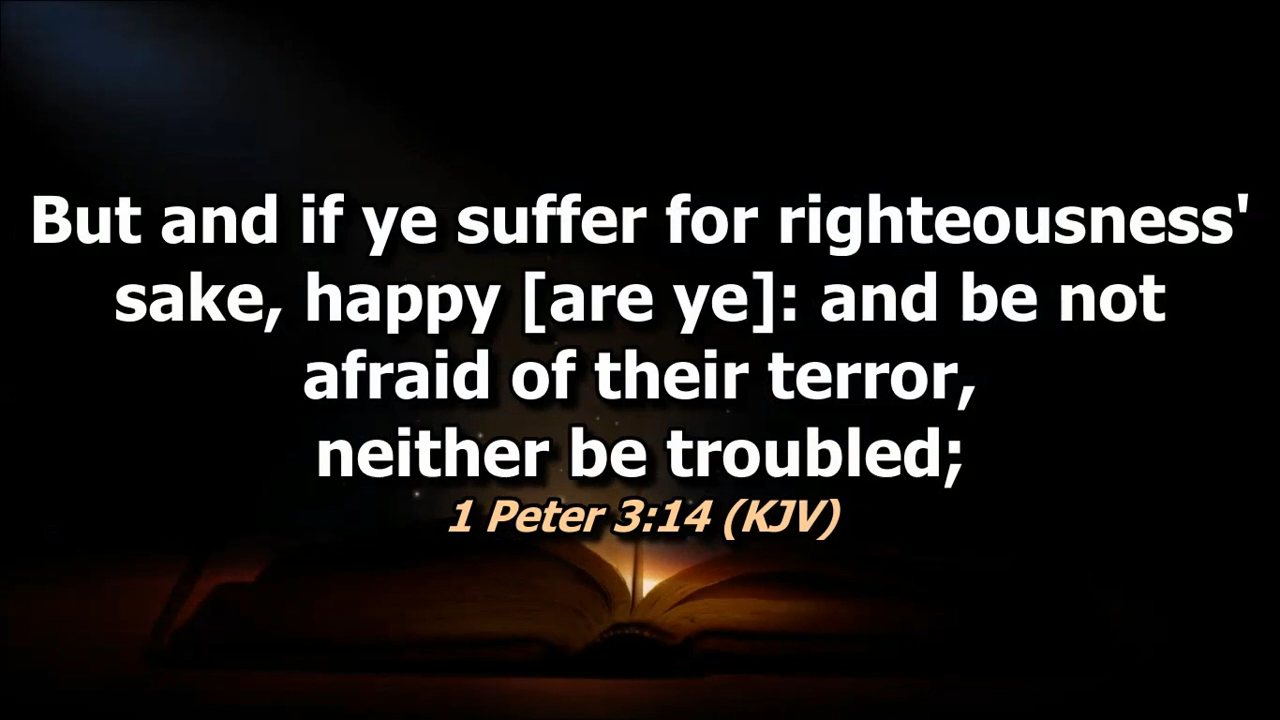 But and if ye suffer for righteousness'
sake, happy [are ye]: and be not
afraid of their terror,
neither be troubled;
1 Peter 3:14 (KJV)